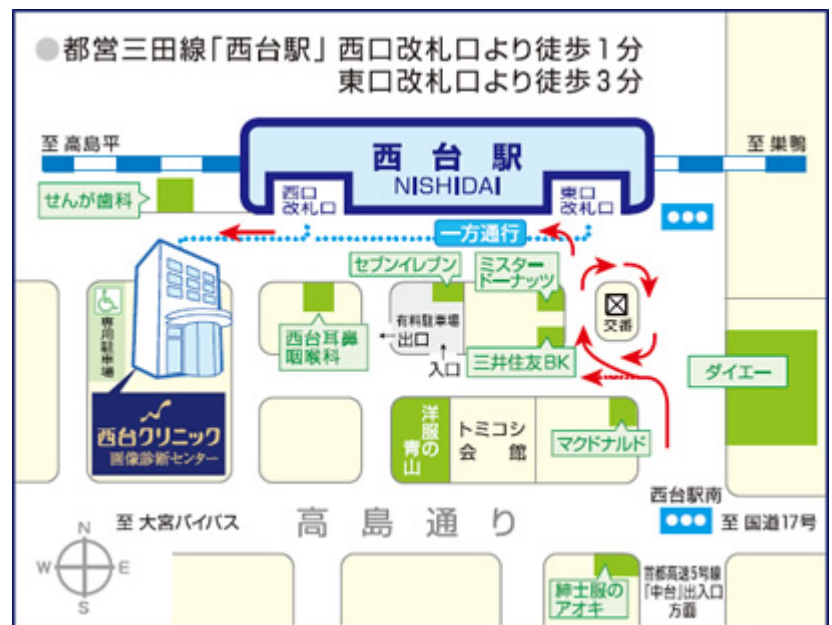 都営三田線「西台駅」西口改札口より徒歩1分
東口改札口より徒歩3分
至 高島平
西台駅
NISHIDAI
至 巣鴨
せんが歯科
西口
改札口
東口
改札口
一方通行
セブンイレブン
ミスター
ドーナッツ
専用駐車場
西台耳鼻
咽喉科
有料駐車場
出口
入口
三井住友BK
交番
ダイエー
西台クリニック
画像診断センター
洋服の
青山
トミコシ
会館
マクドナルド
西台駅南
至 大宮バイパス
高島通り
至 国道17号
N
W
E
S
紳士服の
アオキ
首都高速5号線
「中台」出入口
方面